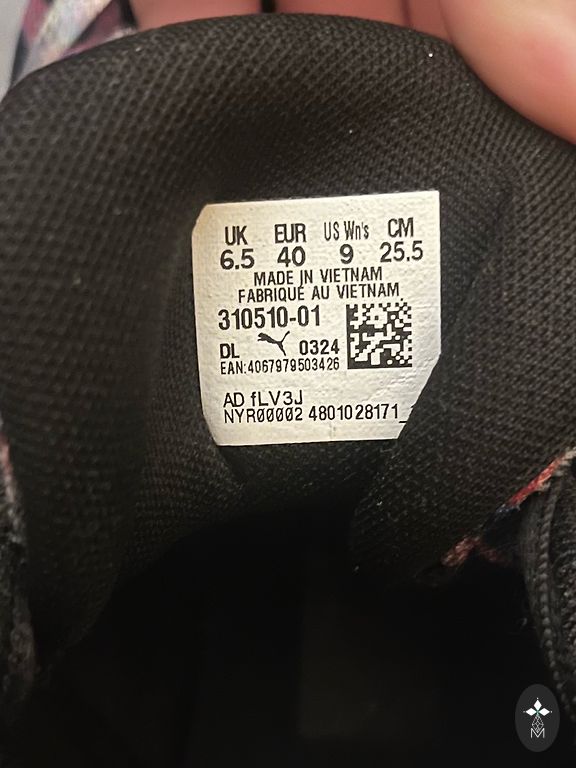 UK EUR US Wn's CM
6.5 40 9 25.5
MADE IN VIETNAM
FABRIQUÉ AU VIETNAM
310510-01
DL 0324
EAN:4067979503426
AD fLV3J
NYR00002 4801028171_
M